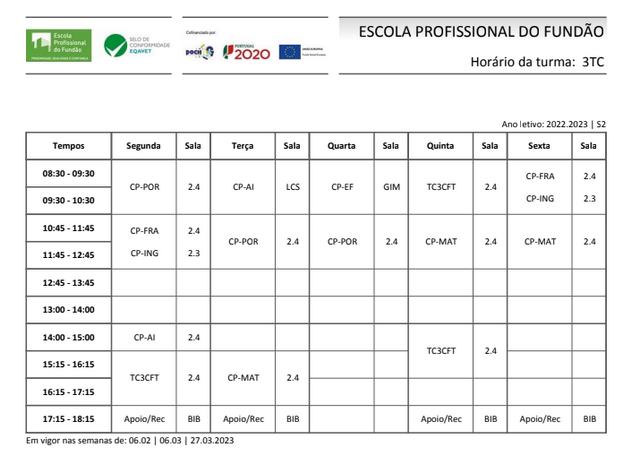 Escola
Profissional
do Fundão
SELO DE
CONFORMIDADE
EQAVET
Cofinanciado por:
POCH
PORTUGAL
2020
UNIÃO EUROPEIA
Fundo Social Europeu
ESCOLA PROFISSIONAL DO FUNDÃO
Horário da turma: 3TC
Ano letivo: 2022.2023 | S2
Tempos Segunda Sala Terça Sala Quarta Sala Quinta Sala Sexta Sala
08:30 - 09:30
09:30 - 10:30
CP-POR 2.4 CP-AI LCS CP-EF GIM TC3CFT 2.4
CP-FRA 2.4
CP-ING 2.3
10:45 - 11:45
11:45 - 12:45
CP-FRA 2.4
CP-ING 2.3
CP-POR 2.4 CP-POR 2.4 CP-MAT 2.4 CP-MAT 2.4
12:45 - 13:45
13:00 - 14:00
14:00 - 15:00 CP-AI 2.4
TC3CFT 2.4
15:15 - 16:15
16:15 - 17:15
TC3CFT 2.4 CP-MAT 2.4
17:15 - 18:15 Apoio/Rec BIB Apoio/Rec BIB Apoio/Rec BIB Apoio/Rec BIB
Em vigor nas semanas de: 06.02 | 06.03 | 27.03.2023